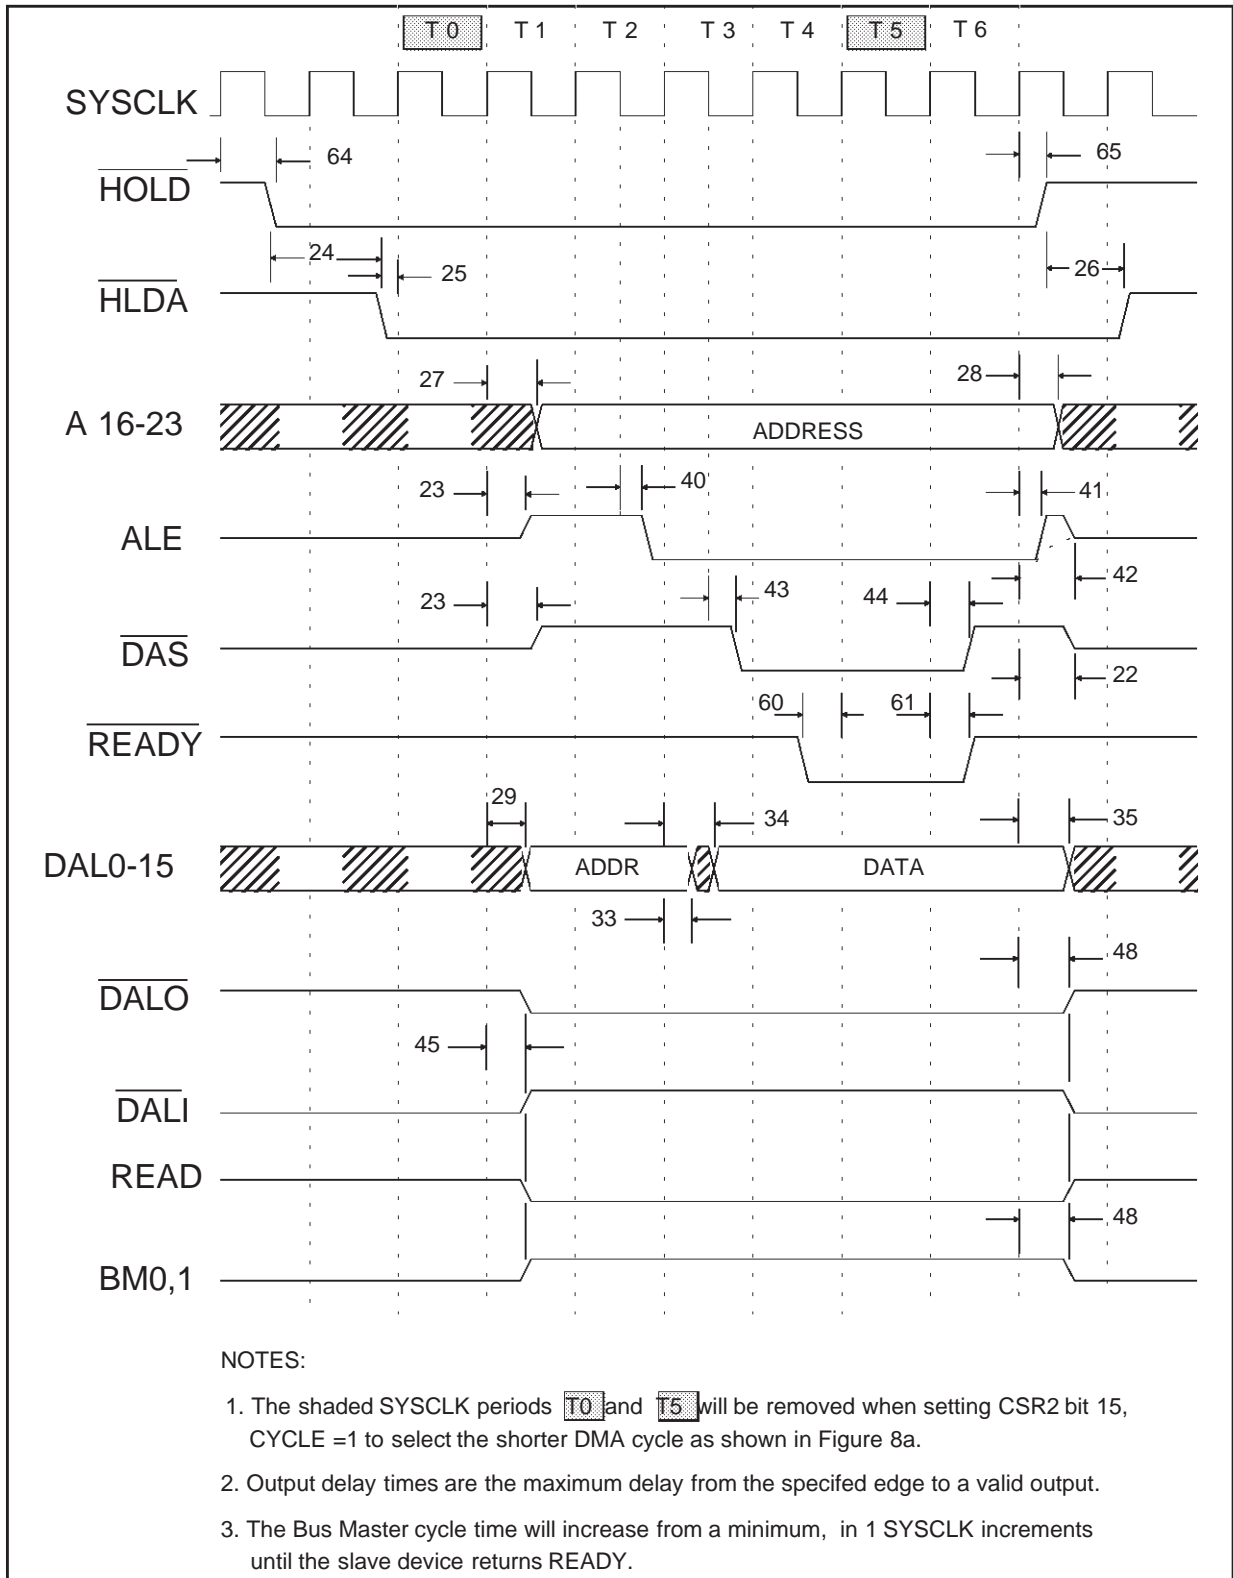 T 0 T 1 T 2 T 3 T 4 T 5 T 6
SYSCLK
64 65
HOLD
24 25 26
HLDA
27 28
A 16-23 ADDRESS
23 40 41
ALE
42
23 43 44
DAS
22
60 61
READY
29 34 35
DAL0-15 ADDR DATA
33
48
DALO
45
DALI
READ
48
BM0,1
NOTES:
1. The shaded SYSCLK periods T0 and T5 will be removed when setting CSR2 bit 15,
CYCLE =1 to select the shorter DMA cycle as shown in Figure 8a.
2. Output delay times are the maximum delay from the specifed edge to a valid output.
3. The Bus Master cycle time will increase from a minimum, in 1 SYSCLK increments
until the slave device returns READY.